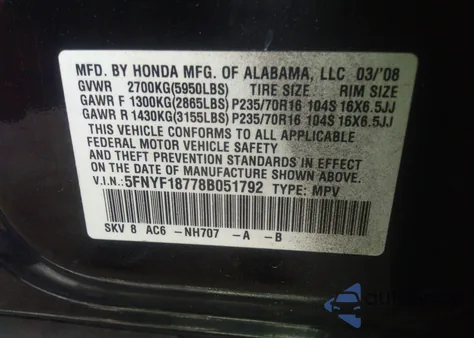 MFD. BY HONDA MFG. OF ALABAMA, LLC 03/'08
GVWR 2700KG(5950LBS) TIRE SIZE RIM SIZE
GAWR F 1300KG(2865LBS) P235/70R16 104S 16X6.5JJ
GAWR R 1430KG(3155LBS) P235/70R16 104S 16X6.5JJ
THIS VEHICLE CONFORMS TO ALL APPLICABLE
FEDERAL MOTOR VEHICLE SAFETY AND
THEFT PREVENTION STANDARDS IN EFFECT
ON THE DATE OF MANUFACTURE SHOWN ABOVE.
V.I.N.: 5FNYF18778B051792 TYPE: MPV
SKV 8 AC6 -NH707 -A -B